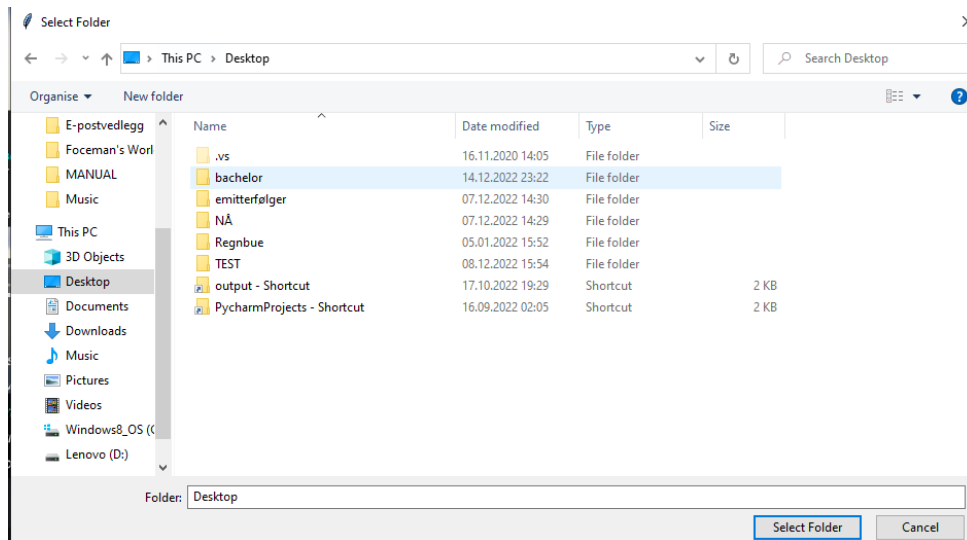 Select Folder
This PC > Desktop
Search Desktop
Organise
New folder
E-postvedlegg
Foceman's Worl
MANUAL
Music
This PC
3D Objects
Desktop
Documents
Downloads
Music
Pictures
Videos
Windows8_OS (C
Lenovo (D:)
Name Date modified Type Size
.vs 16.11.2020 14:05 File folder
bachelor 14.12.2022 23:22 File folder
emitterfølger 07.12.2022 14:30 File folder
NÅ 07.12.2022 14:29 File folder
Regnbue 05.01.2022 15:52 File folder
TEST 08.12.2022 15:54 File folder
output - Shortcut 17.10.2022 19:29 Shortcut 2 KB
PycharmProjects - Shortcut 16.09.2022 02:05 Shortcut 2 KB
Folder: Desktop
Select Folder Cancel